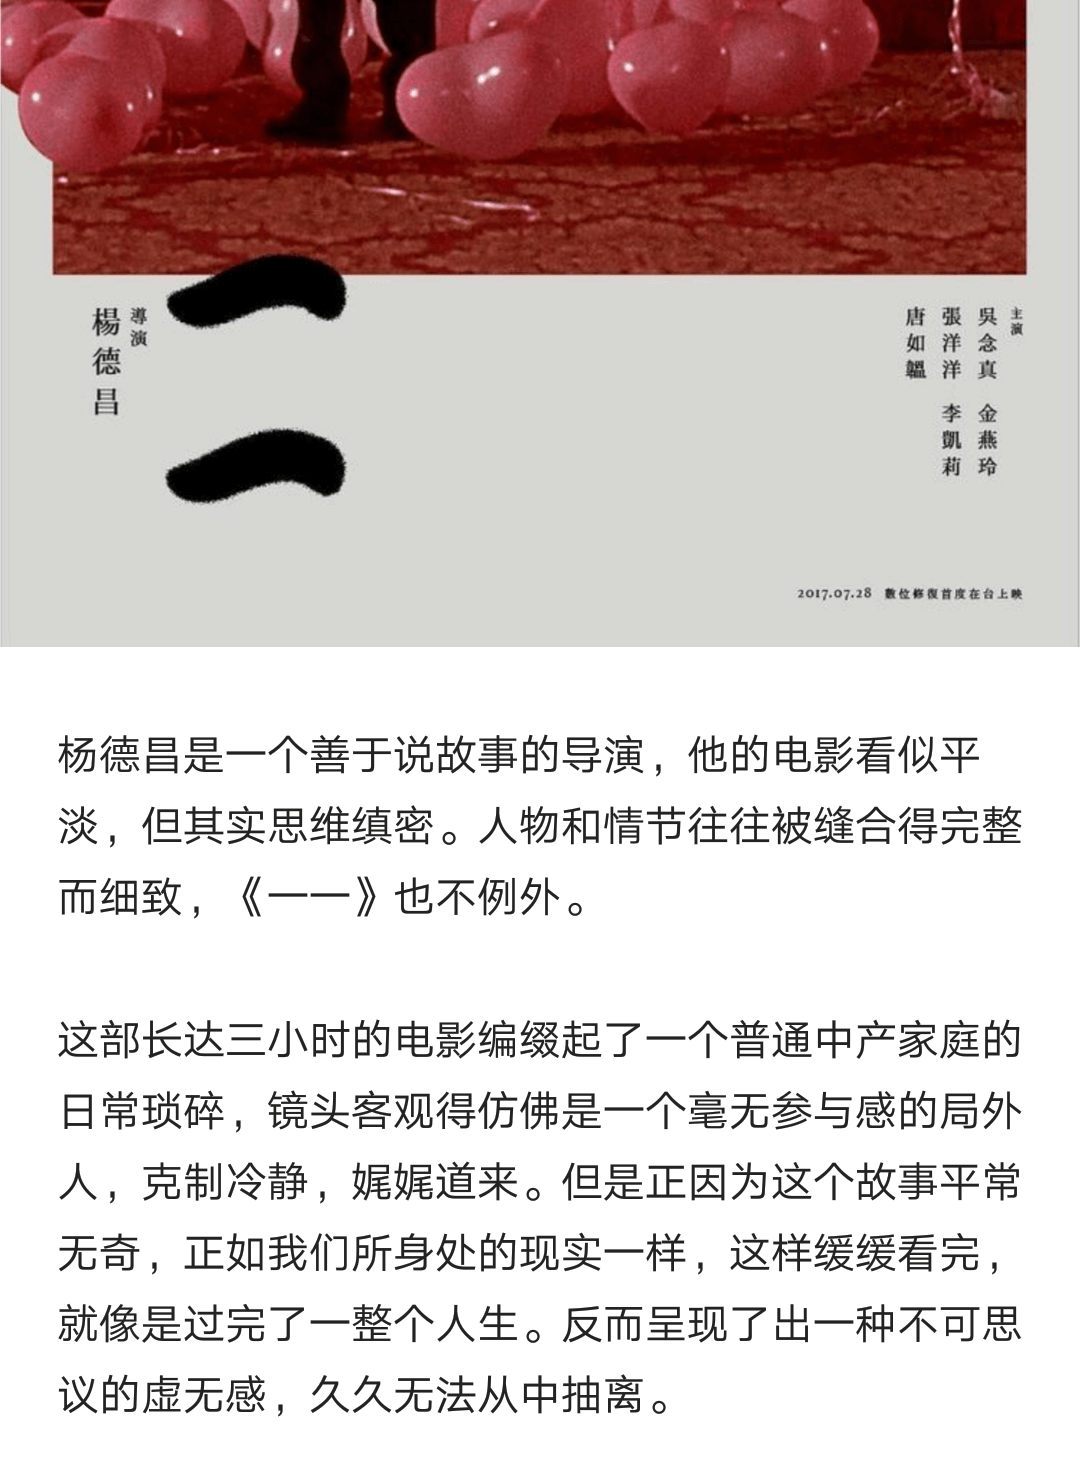 一一
導演
楊德昌
主演
吳念真 金燕玲
張洋洋 李凱莉
唐如韞
2017.07.28 數位修復首度在台上映
杨德昌是一个善于说故事的导演，他的电影看似平
淡，但其实思维缜密。人物和情节往往被缝合得完整
而细致，《一一》也不例外。
这部长达三小时的电影编缀起了一个普通中产家庭的
日常琐碎，镜头客观得仿佛是一个毫无参与感的局外
人，克制冷静，娓娓道来。但是正因为这个故事平常
无奇，正如我们所身处的现实一样，这样缓缓看完，
就像是过完了一整个人生。反而呈现了出一种不可思
议的虚无感，久久无法从中抽离。